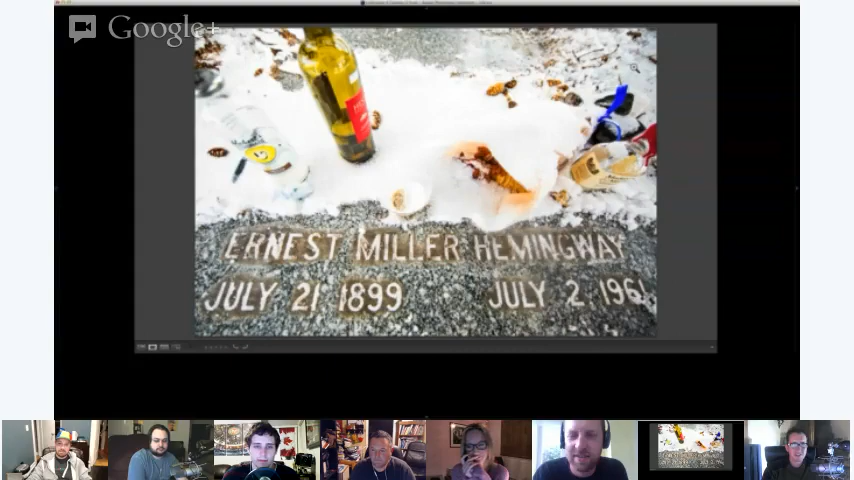 Google+
ERNEST MILLER HEMINGWAY
JULY 21 1899 JULY 2, 1961